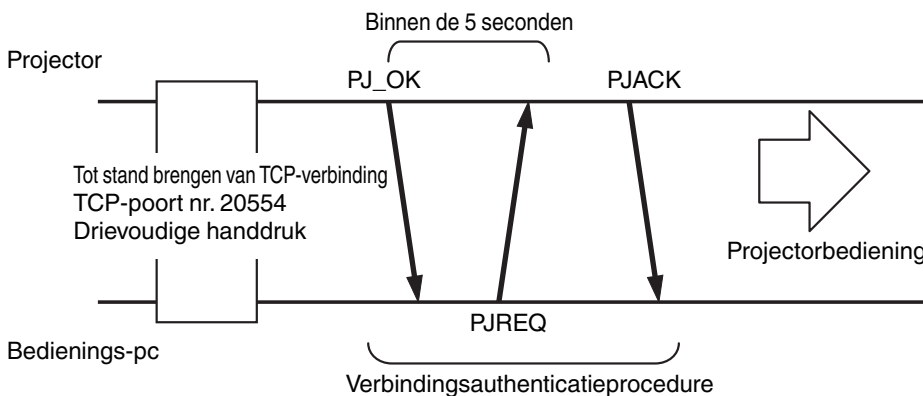 Binnen de 5 seconden
Projector
PJ_OK
PJACK
Tot stand brengen van TCP-verbinding
TCP-poort nr. 20554
Drievoudige handdruk
Projectorbediening
PJREQ
Bedienings-pc
Verbindingsauthenticatieprocedure